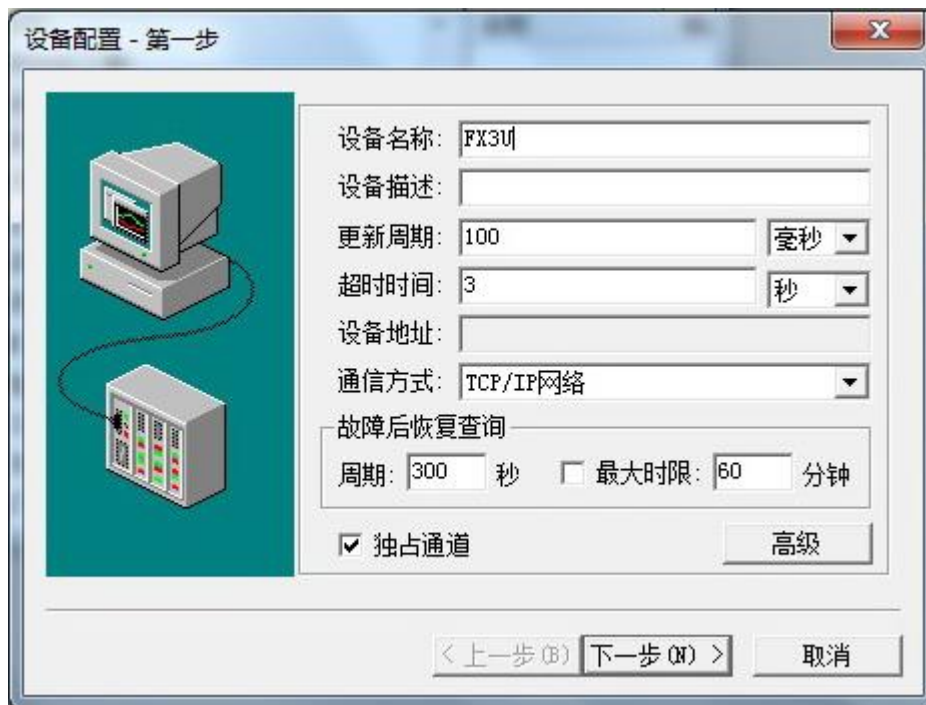 设备配置 - 第一步
设备名称: FX3U
设备描述:
更新周期: 100 毫秒
超时时间: 3 秒
设备地址:
通信方式: TCP/IP网络
故障后恢复查询
周期: 300 秒 最大时限: 60 分钟
独占通道 高级
< 上一步(B) 下一步(N) > 取消